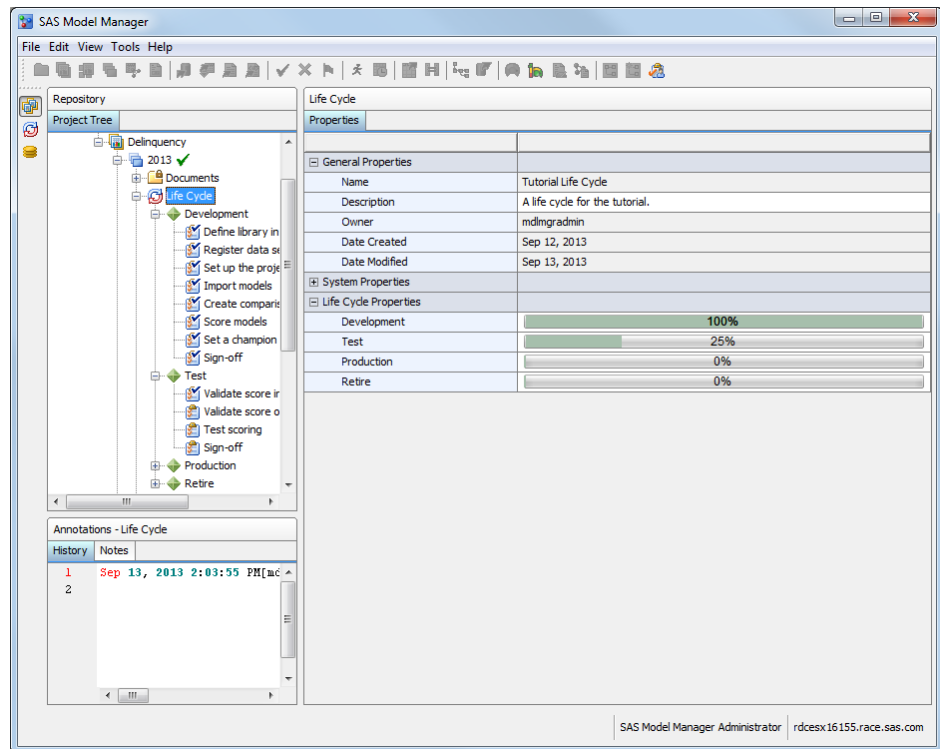 SAS Model Manager
File Edit View Tools Help
Repository
Project Tree
Delinquency
2013
Documents
Life Cycle
Development
Define library in
Register data se
Set up the proje
Import models
Create comparis
Score models
Set a champion
Sign-off
Test
Validate score in
Validate score o
Test scoring
Sign-off
Production
Retire
Annotations - Life Cycle
History Notes
1 Sep 13, 2013 2:03:55 PM[md
2
Life Cycle
Properties
General Properties
Name Tutorial Life Cycle
Description A life cycle for the tutorial.
Owner mdlmgradmin
Date Created Sep 12, 2013
Date Modified Sep 13, 2013
System Properties
Life Cycle Properties
Development 100%
Test 25%
Production 0%
Retire 0%
SAS Model Manager Administrator rdcesx16155.race.sas.com